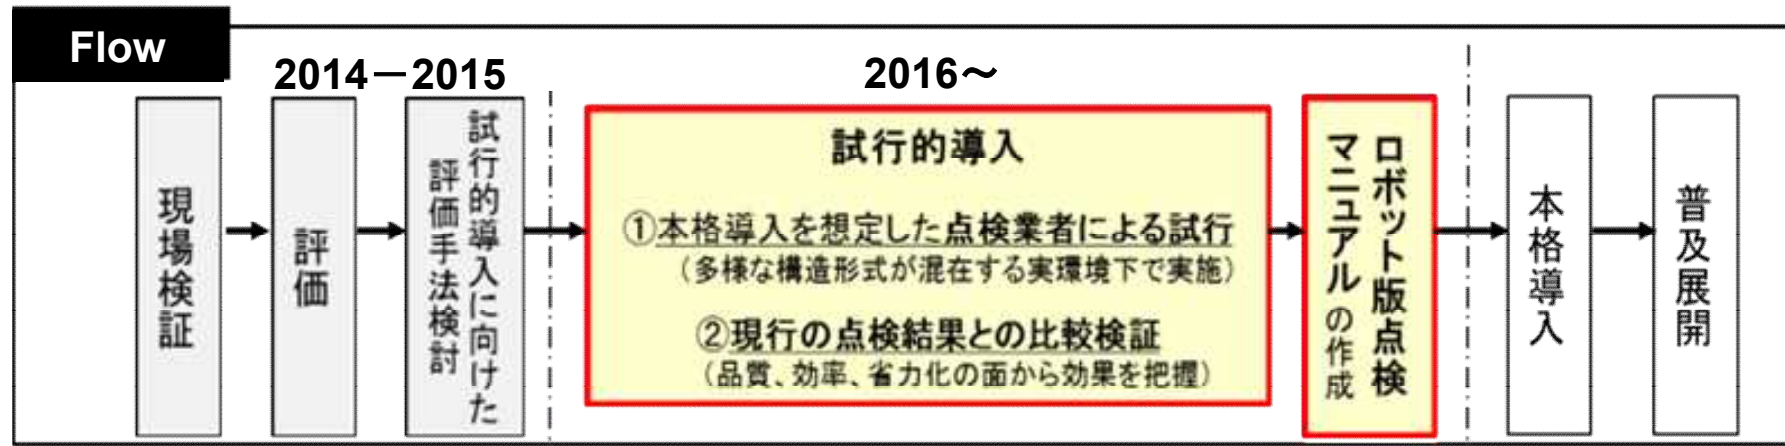 Flow
2014－2015
2016～
現場検証
評価
試行的導入に向けた
評価手法検討
試行的導入
①本格導入を想定した点検業者による試行
（多様な構造形式が混在する実環境下で実施）
②現行の点検結果との比較検証
（品質、効率、省力化の面から効果を把握）
ロボット版点検
マニュアルの作成
本格導入
普及展開